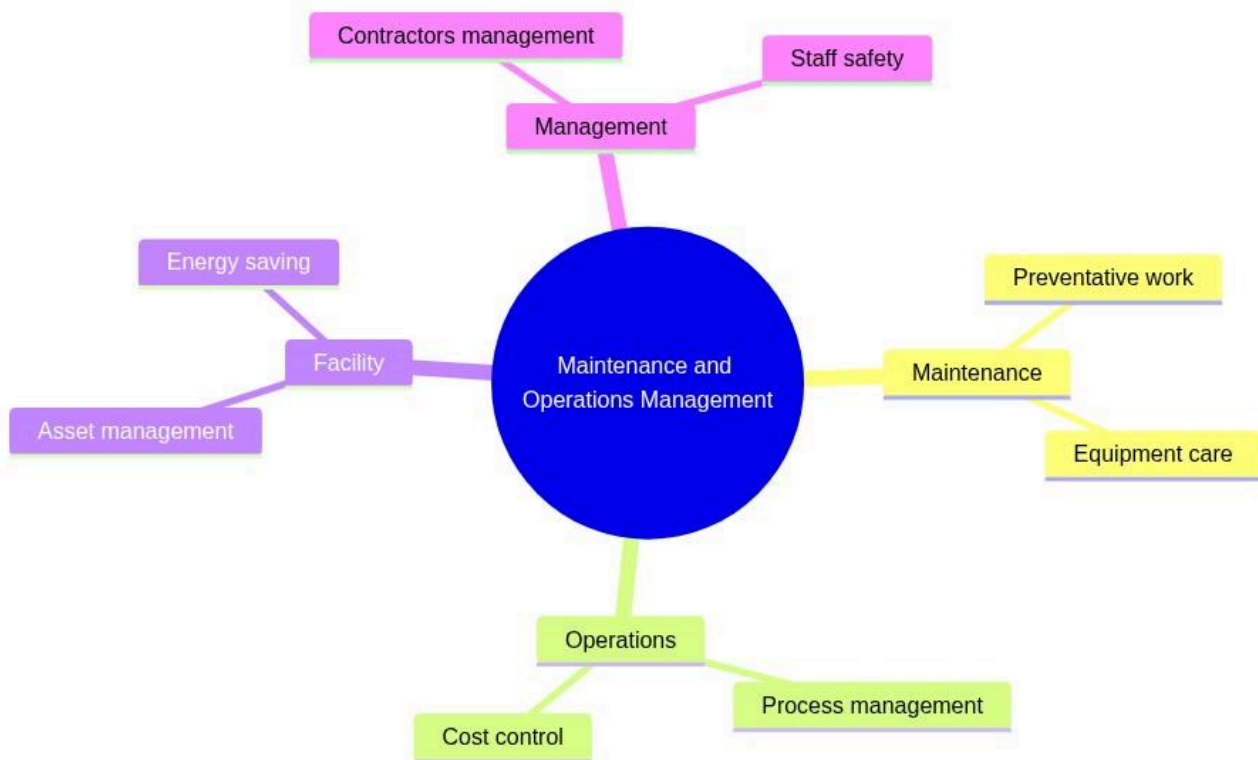 Contractors management
Staff safety
Management
Energy saving
Preventative work
Facility
Maintenance and
Operations Management
Maintenance
Asset management
Equipment care
Operations
Process management
Cost control